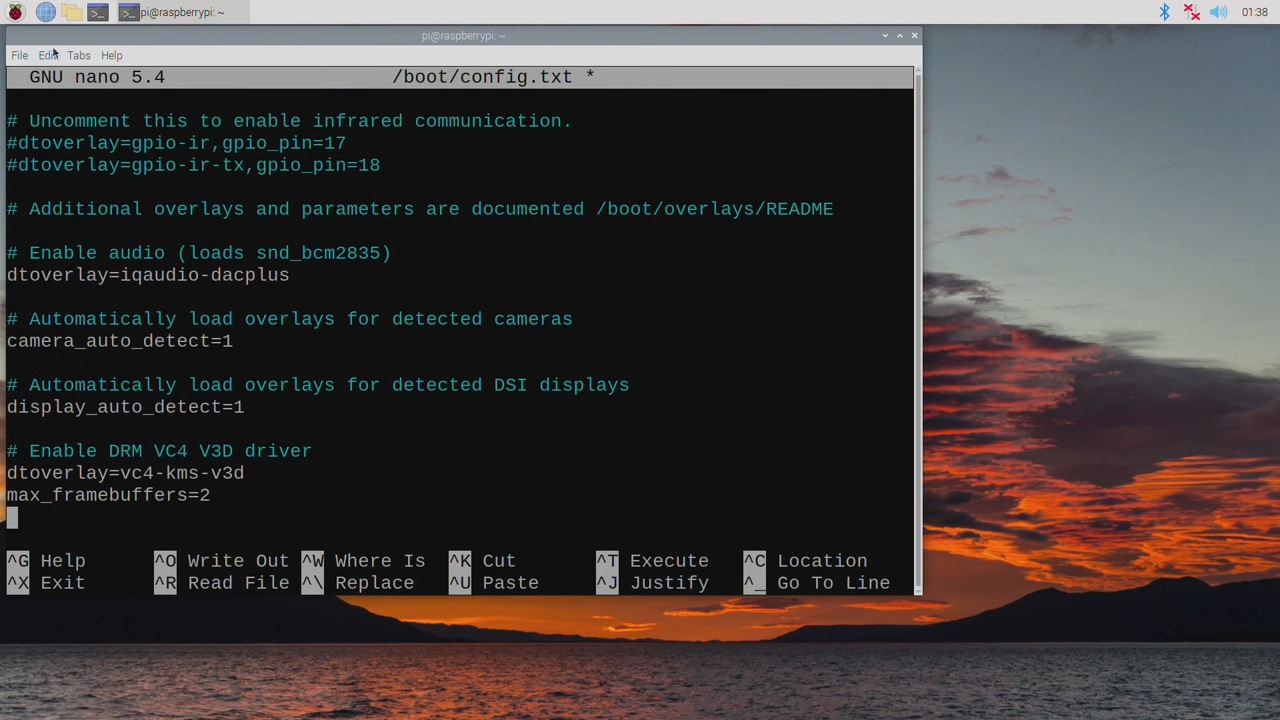 pi@raspberrypi: ~
01:38
pi@raspberrypi: ~
File Edit Tabs Help
GNU nano 5.4 /boot/config.txt *
# Uncomment this to enable infrared communication.
#dtoverlay=gpio-ir,gpio_pin=17
#dtoverlay=gpio-ir-tx,gpio_pin=18
# Additional overlays and parameters are documented /boot/overlays/README
# Enable audio (loads snd_bcm2835)
dtoverlay=iqaudio-dacplus
# Automatically load overlays for detected cameras
camera_auto_detect=1
# Automatically load overlays for detected DSI displays
display_auto_detect=1
# Enable DRM VC4 V3D driver
dtoverlay=vc4-kms-v3d
max_framebuffers=2
^G Help ^O Write Out ^W Where Is ^K Cut ^T Execute ^C Location
^X Exit ^R Read File ^\ Replace ^U Paste ^J Justify ^_ Go To Line